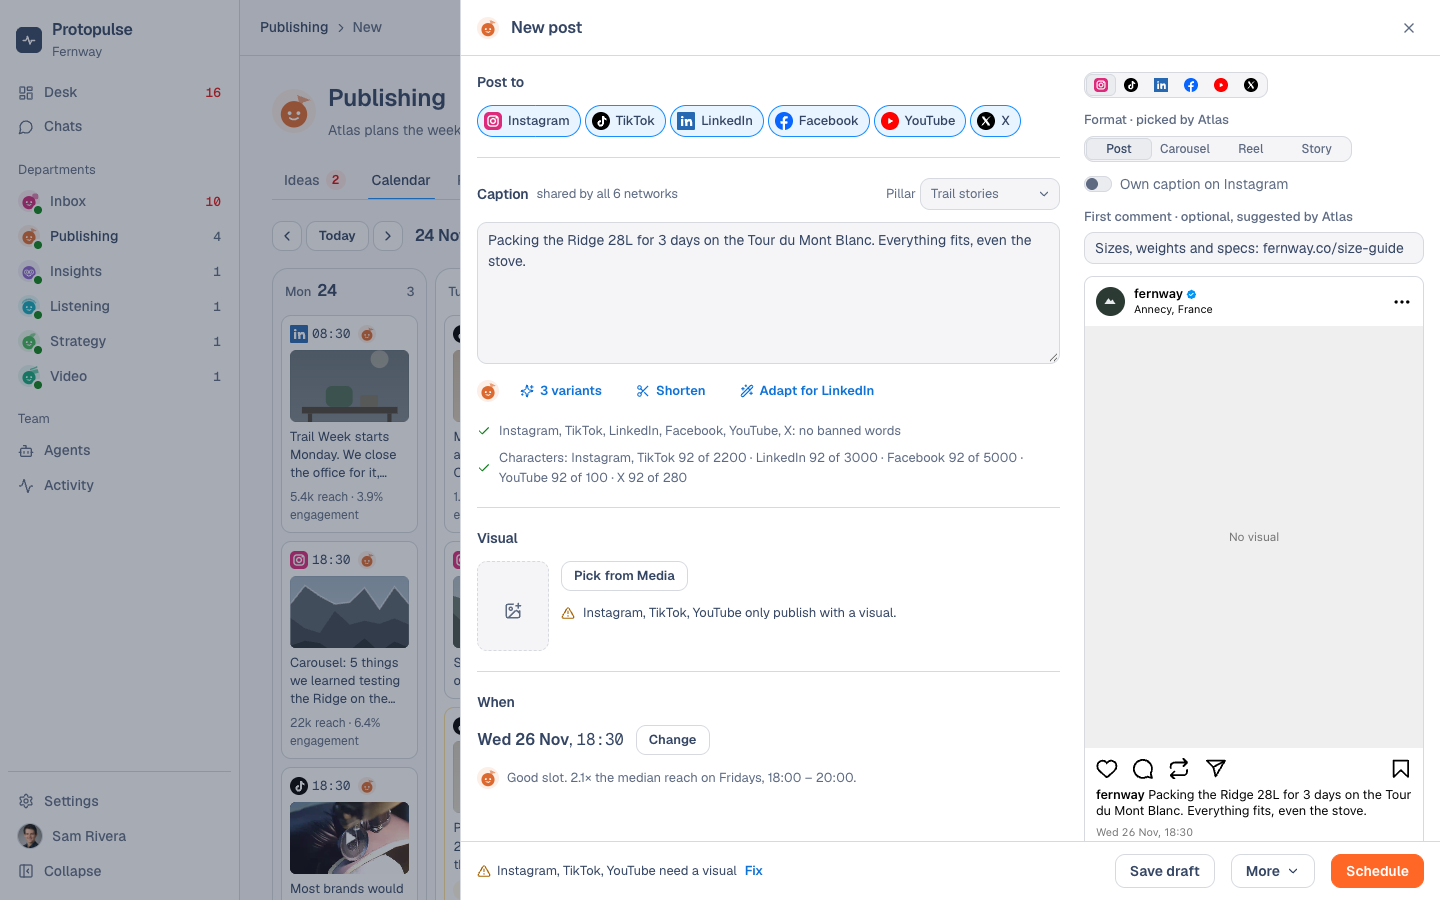 Protopulse
Fernway
Desk 16
Chats
Departments
Inbox 10
Publishing 4
Insights 1
Listening 1
Strategy 1
Video 1
Team
Agents
Activity
Settings
Sam Rivera
Collapse
Publishing > New
Publishing
Atlas plans the week
Ideas 2 Calendar
Today 24 No
Mon 24 3
08:30
Trail Week starts
Monday. We close
the office for it,...
5.4k reach · 3.9%
engagement
18:30
Carousel: 5 things
we learned testing
the Ridge on the...
22k reach · 6.4%
engagement
18:30
Most brands would
New post
Post to
Instagram TikTok LinkedIn Facebook YouTube X
Caption shared by all 6 networks Pillar Trail stories
Packing the Ridge 28L for 3 days on the Tour du Mont Blanc. Everything fits, even the
stove.
3 variants Shorten Adapt for LinkedIn
Instagram, TikTok, LinkedIn, Facebook, YouTube, X: no banned words
Characters: Instagram, TikTok 92 of 2200 · LinkedIn 92 of 3000 · Facebook 92 of 5000 ·
YouTube 92 of 100 · X 92 of 280
Visual
Pick from Media
Instagram, TikTok, YouTube only publish with a visual.
When
Wed 26 Nov, 18:30 Change
Good slot. 2.1× the median reach on Fridays, 18:00 – 20:00.
Format · picked by Atlas
Post Carousel Reel Story
Own caption on Instagram
First comment · optional, suggested by Atlas
Sizes, weights and specs: fernway.co/size-guide
fernway
Annecy, France
No visual
fernway Packing the Ridge 28L for 3 days on the Tour
du Mont Blanc. Everything fits, even the stove.
Wed 26 Nov, 18:30
Instagram, TikTok, YouTube need a visual Fix
Save draft More Schedule